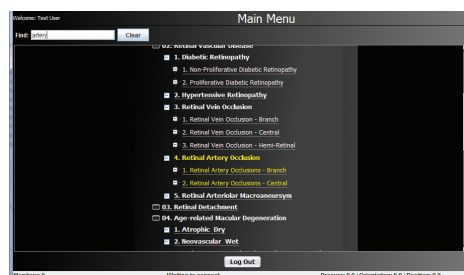 Welcome: Test User
Main Menu
Find: artery
Clear
02. Retinal Vascular Disease
1. Diabetic Retinopathy
1. Non-Proliferative Diabetic Retinopathy
2. Proliferative Diabetic Retinopathy
2. Hypertensive Retinopathy
3. Retinal Vein Occlusion
1. Retinal Vein Occlusion - Branch
2. Retinal Vein Occlusion - Central
3. Retinal Vein Occlusion - Hemi-Retinal
4. Retinal Artery Occlusion
1. Retinal Artery Occlusions - Branch
2. Retinal Artery Occlusions - Central
5. Retinal Arteriolar Macroaneursym
03. Retinal Detachment
04. Age-related Macular Degeneration
1. Atrophic Dry
2. Neovascular Wet
Log Out